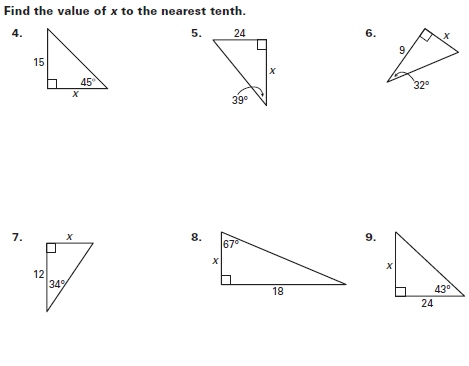 Find the value of x to the nearest tenth.
4.
15
45°
x
5.
24
x
39°
6.
9
x
32°
7.
x
12
34°
8.
67°
x
18
9.
x
43°
24